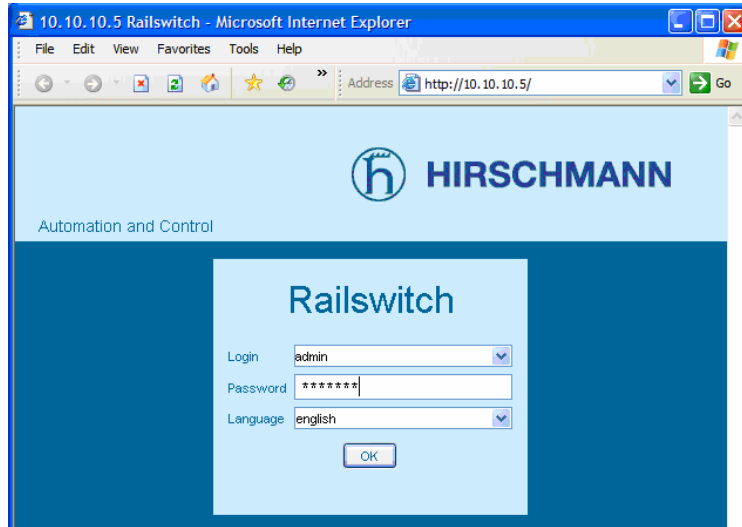 10.10.10.5 Railswitch - Microsoft Internet Explorer
File Edit View Favorites Tools Help
» Address http://10.10.10.5/ Go
HIRSCHMANN
Automation and Control
Railswitch
Login admin
Password *******
Language english
OK